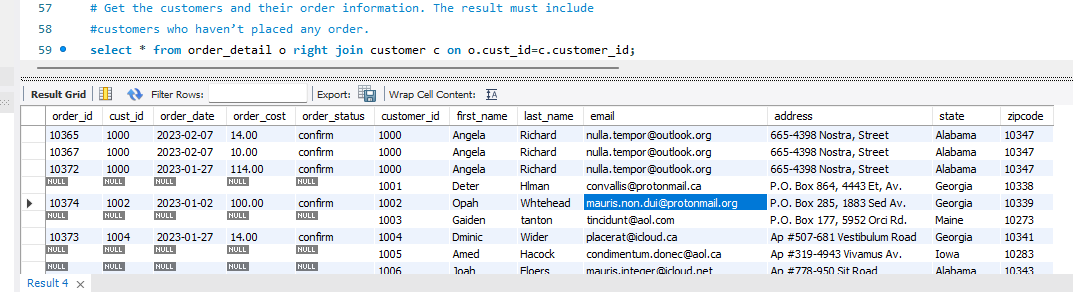 57 # Get the customers and their order information. The result must include
58 #customers who haven’t placed any order.
59 select * from order_detail o right join customer c on o.cust_id=c.customer_id;
Result Grid Filter Rows: Export: Wrap Cell Content:
order_id cust_id order_date order_cost order_status customer_id first_name last_name email address state zipcode
10365 1000 2023-02-07 14.00 confirm 1000 Angela Richard nulla.tempor@outlook.org 665-4398 Nostra, Street Alabama 10347
10367 1000 2023-02-07 10.00 confirm 1000 Angela Richard nulla.tempor@outlook.org 665-4398 Nostra, Street Alabama 10347
10372 1000 2023-01-27 114.00 confirm 1000 Angela Richard nulla.tempor@outlook.org 665-4398 Nostra, Street Alabama 10347
NULL NULL NULL NULL NULL 1001 Deter Hlman convallis@protonmail.ca P.O. Box 864, 4443 Et, Av. Georgia 10338
10374 1002 2023-01-02 100.00 confirm 1002 Opah Whtehead mauris.non.dui@protonmail.org P.O. Box 285, 1883 Sed Av. Georgia 10339
NULL NULL NULL NULL NULL 1003 Gaiden tanton tincidunt@aol.com P.O. Box 177, 5952 Orci Rd. Maine 10273
10373 1004 2023-01-27 14.00 confirm 1004 Dminic Wider placerat@icloud.ca Ap #507-681 Vestibulum Road Georgia 10341
NULL NULL NULL NULL NULL 1005 Amed Hacock condimentum.donec@aol.ca Ap #319-4943 Vivamus Av. Iowa 10283
NULL NULL NULL NULL NULL 1006 Joah Floers mauris.integer@icloud.net Ap #778-950 Sit Road Alabama 10343
Result 4